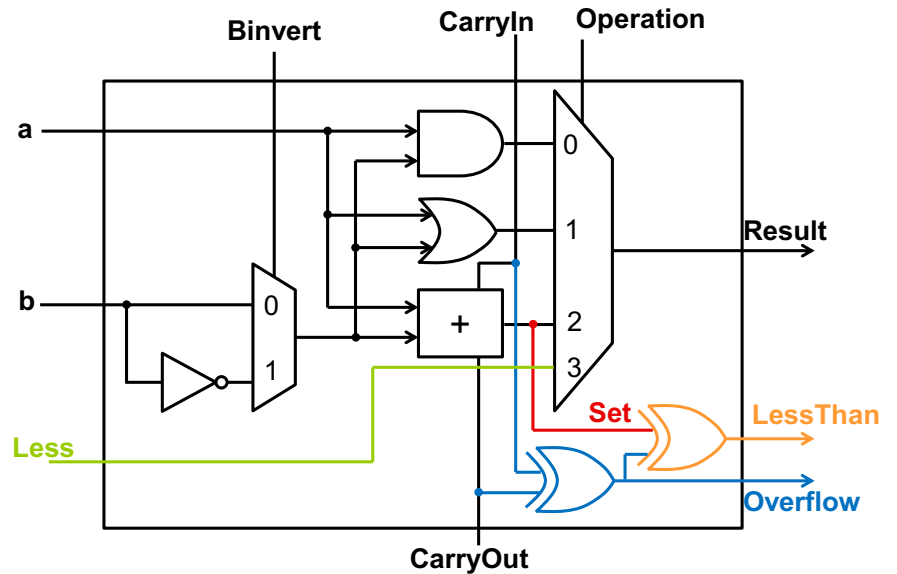 Binvert
CarryIn
Operation
a
0
1
Result
b
0
+
2
1
3
Set
LessThan
Less
Overflow
CarryOut